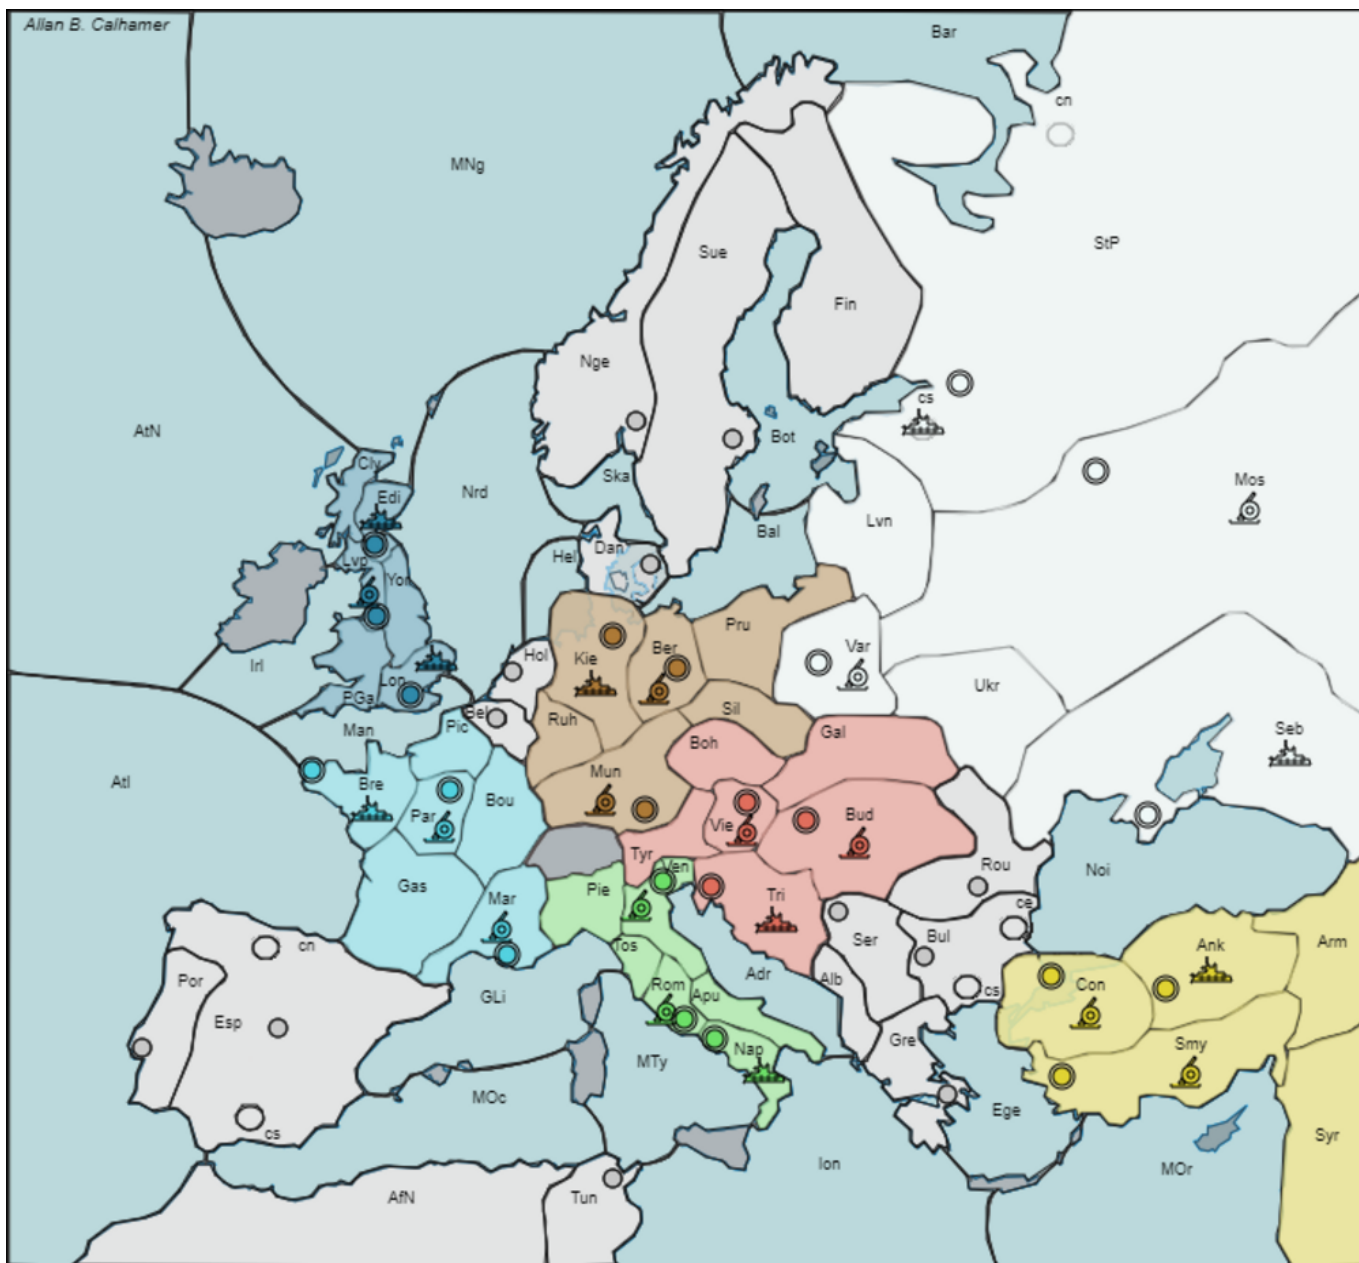 Allan B. Calhamer
Bar
cn
MNg
StP
Sue
Fin
Nge
cs
AtN
Bot
Cly
Ska
Mos
Edi
Nrd
Lvn
Bal
Dan
Hel
Lvp
Yor
Pru
Hol
Var
Irl
Kie
Ber
Lon
Ukr
PGa
Bel
Sil
Ruh
Pic
Man
Gal
Seb
Boh
Atl
Mun
Bre
Bou
Par
Bud
Vie
Tyr
Ven
Rou
Noi
Gas
Pie
Mar
Tri
ce
cn
Tos
Ser
Bul
Ank
Arm
Por
Adr
Alb
Rom
Con
GLi
Apu
cs
Esp
Gre
Smy
MTy
Nap
MOc
Ege
cs
Syr
Ion
MOr
AfN
Tun